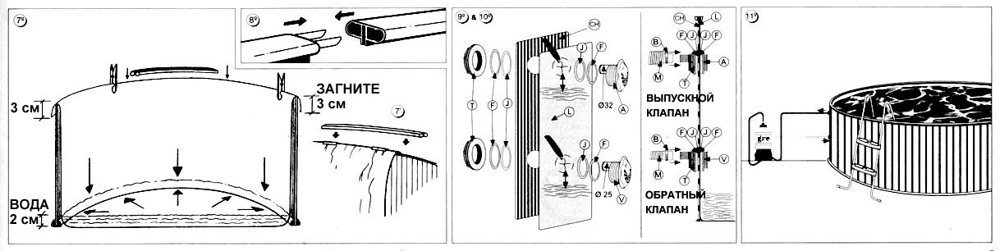 7º
8º
3 см
ЗАГНИТЕ
3 см
7'
ВОДА
2 см
9º & 10º
CH
J
F
T
F
J
L
Ø32
A
J
F
Ø 25
V
CH
L
F J J F
B
A
M
T
ВЫПУСКНОЙ
КЛАПАН
F J J F
B
V
M
T
ОБРАТНЫЙ
КЛАПАН
11º
gre